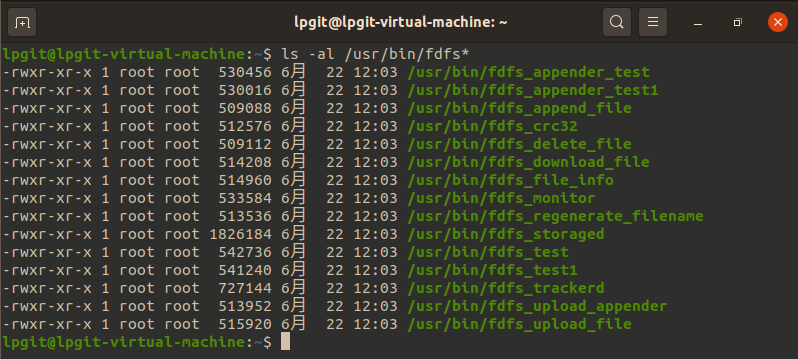 lpgit@lpgit-virtual-machine: ~
lpgit@lpgit-virtual-machine:~$ ls -al /usr/bin/fdfs*
-rwxr-xr-x 1 root root  530456 6月   22 12:03 /usr/bin/fdfs_appender_test
-rwxr-xr-x 1 root root  530016 6月   22 12:03 /usr/bin/fdfs_appender_test1
-rwxr-xr-x 1 root root  509088 6月   22 12:03 /usr/bin/fdfs_append_file
-rwxr-xr-x 1 root root  512576 6月   22 12:03 /usr/bin/fdfs_crc32
-rwxr-xr-x 1 root root  509112 6月   22 12:03 /usr/bin/fdfs_delete_file
-rwxr-xr-x 1 root root  514208 6月   22 12:03 /usr/bin/fdfs_download_file
-rwxr-xr-x 1 root root  514960 6月   22 12:03 /usr/bin/fdfs_file_info
-rwxr-xr-x 1 root root  533584 6月   22 12:03 /usr/bin/fdfs_monitor
-rwxr-xr-x 1 root root  513536 6月   22 12:03 /usr/bin/fdfs_regenerate_filename
-rwxr-xr-x 1 root root 1826184 6月   22 12:03 /usr/bin/fdfs_storaged
-rwxr-xr-x 1 root root  542736 6月   22 12:03 /usr/bin/fdfs_test
-rwxr-xr-x 1 root root  541240 6月   22 12:03 /usr/bin/fdfs_test1
-rwxr-xr-x 1 root root  727144 6月   22 12:03 /usr/bin/fdfs_trackerd
-rwxr-xr-x 1 root root  513952 6月   22 12:03 /usr/bin/fdfs_upload_appender
-rwxr-xr-x 1 root root  515920 6月   22 12:03 /usr/bin/fdfs_upload_file
lpgit@lpgit-virtual-machine:~$